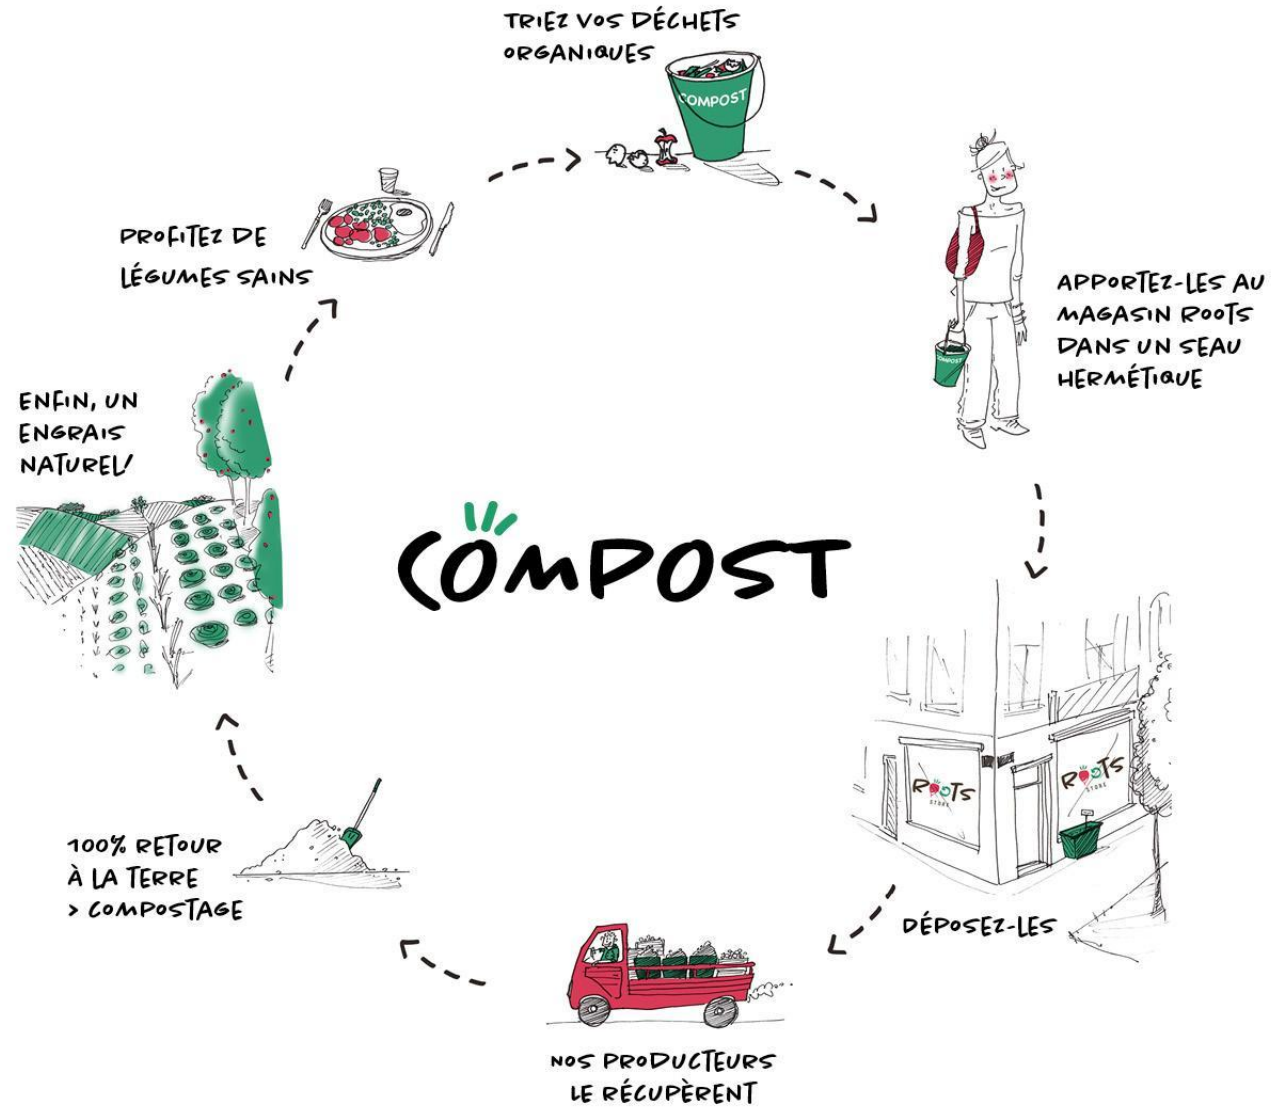 TRIEZ VOS DÉCHETS
ORGANIQUES
COMPOST
APPORTEZ-LES AU
MAGASIN ROOTS
DANS UN SEAU
HERMÉTIQUE
COMPOST
ROOTS
STORE
ROOTS
STORE
DÉPOSEZ-LES
NOS PRODUCTEURS
LE RÉCUPÈRENT
100% RETOUR
À LA TERRE
> COMPOSTAGE
ENFIN, UN
ENGRAIS
NATUREL!
PROFITEZ DE
LÉGUMES SAINS
COMPOST